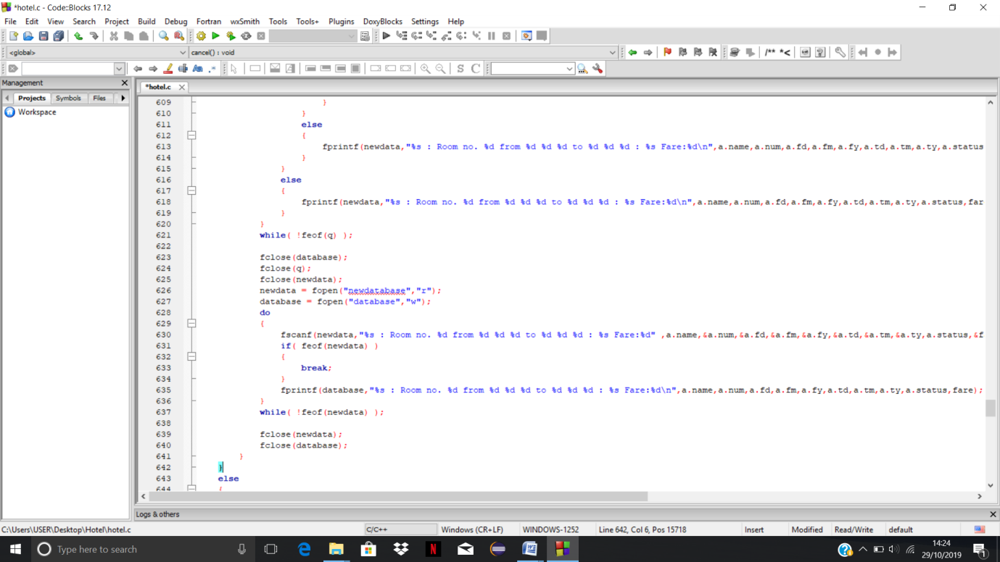 *hotel.c - Code::Blocks 17.12
File Edit View Search Project Build Debug Fortran wxSmith Tools Tools+ Plugins DoxyBlocks Settings Help
<global> cancel() : void
/** *<
Management
Projects Symbols Files
Workspace
*hotel.c
609 }
610 }
611 else
612 {
613 fprintf(newdata,"%s : Room no. %d from %d %d %d to %d %d %d : %s Fare:%d\n",a.name,a.num,a.fd,a.fm,a.fy,a.td,a.tm,a.ty,a.status
614 }
615 }
616 else
617 {
618 fprintf(newdata,"%s : Room no. %d from %d %d %d to %d %d %d : %s Fare:%d\n",a.name,a.num,a.fd,a.fm,a.fy,a.td,a.tm,a.ty,a.status,far
619 }
620 }
621 while( !feof(q) );
622
623 fclose(database);
624 fclose(q);
625 fclose(newdata);
626 newdata = fopen("newdatabase","r");
627 database = fopen("database","w");
628 do
629 {
630 fscanf(newdata,"%s : Room no. %d from %d %d %d to %d %d %d : %s Fare:%d" ,a.name,&a.num,&a.fd,&a.fm,&a.fy,&a.td,&a.tm,&a.ty,a.status,&f
631 if( feof(newdata) )
632 {
633 break;
634 }
635 fprintf(database,"%s : Room no. %d from %d %d %d to %d %d %d : %s Fare:%d\n",a.name,a.num,a.fd,a.fm,a.fy,a.td,a.tm,a.ty,a.status,fare);
636 }
637 while( !feof(newdata) );
638
639 fclose(newdata);
640 fclose(database);
641 }
642 }
643 else
644 {
Logs & others
C:\Users\USER\Desktop\Hotel\hotel.c C/C++ Windows (CR+LF) WINDOWS-1252 Line 642, Col 6, Pos 15718 Insert Modified Read/Write default
Type here to search
14:24
29/10/2019
1